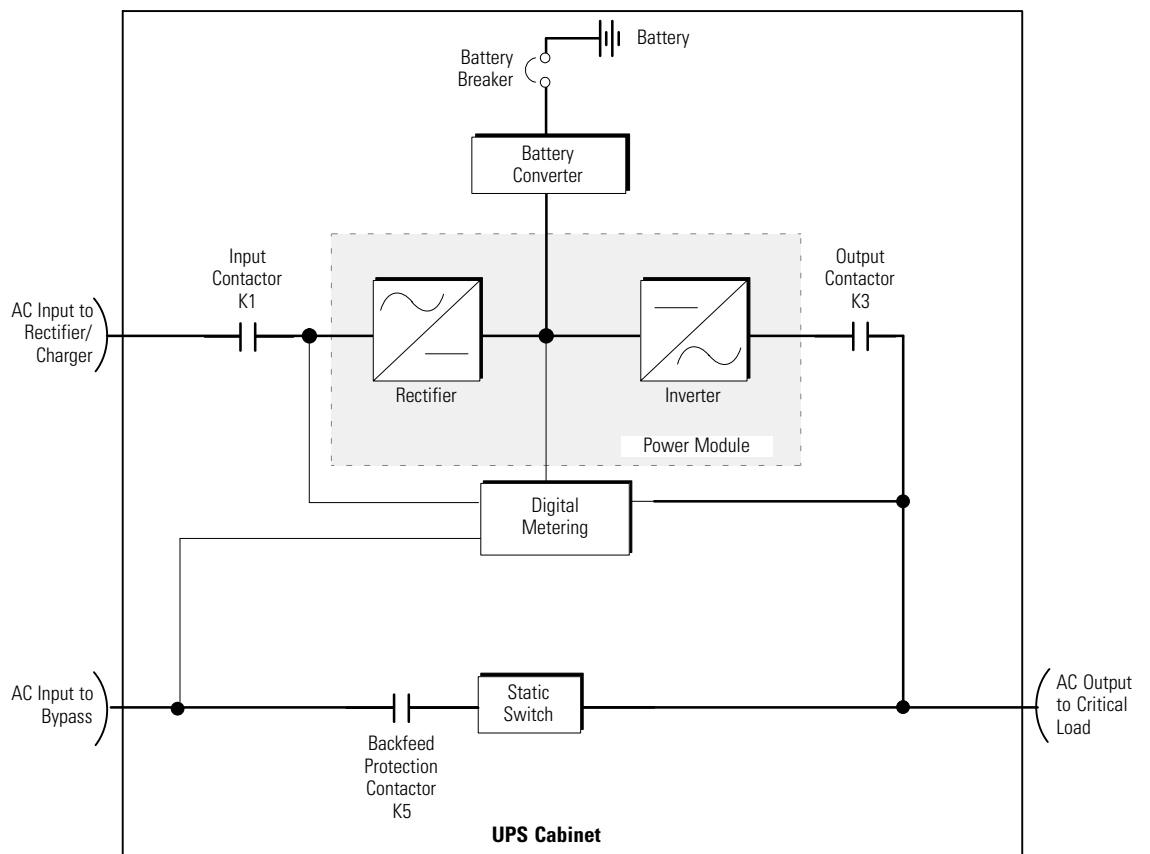 Battery
Battery
Breaker
Battery
Converter
Input
Contactor
K1
Output
Contactor
K3
AC Input to
Rectifier/
Charger
Rectifier
Inverter
Power Module
Digital
Metering
AC Input to
Bypass
Static
Switch
AC Output
to Critical
Load
Backfeed
Protection
Contactor
K5
UPS Cabinet